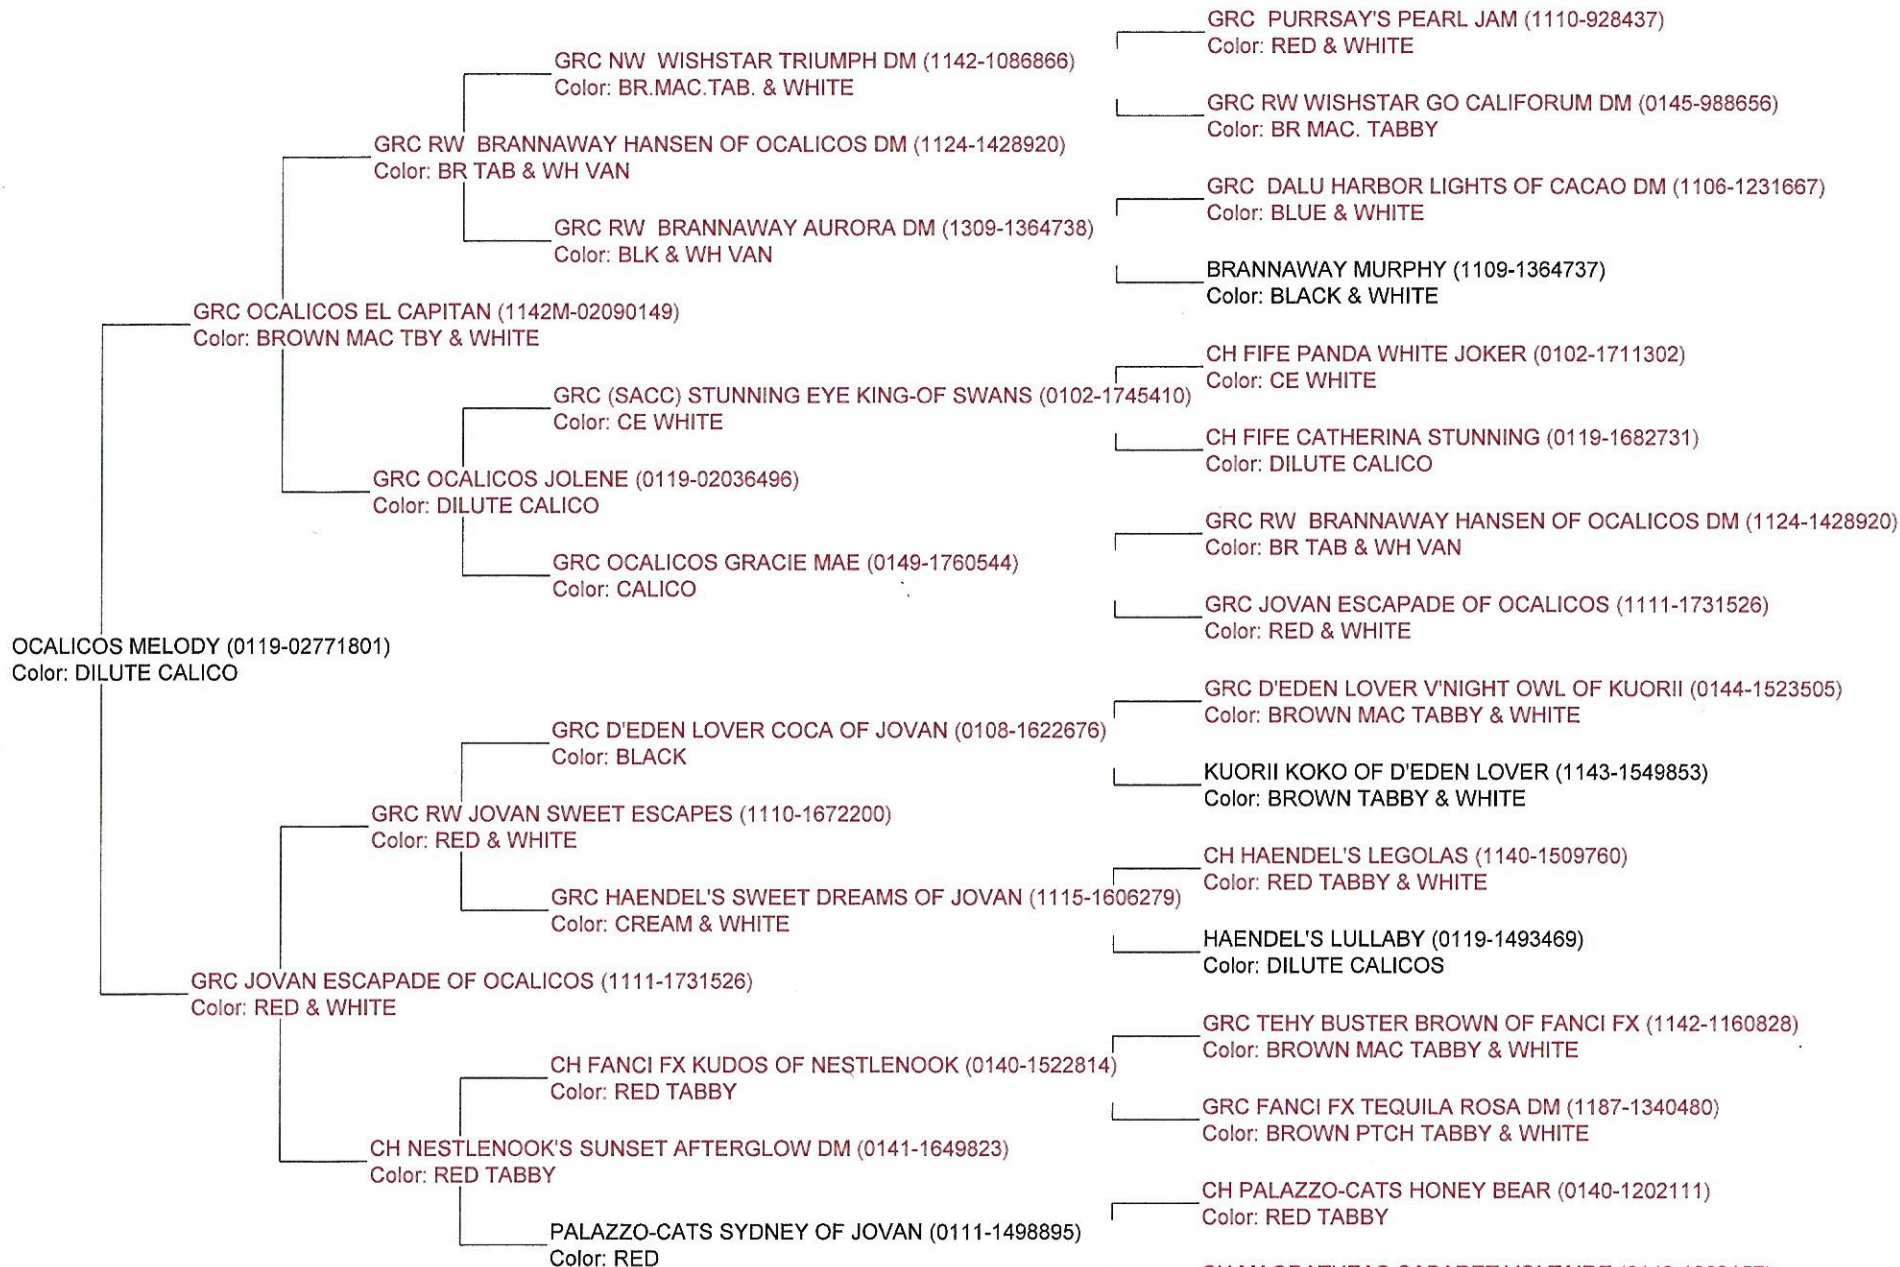 GRC PURRSAY'S PEARL JAM (1110-928437)
Color: RED & WHITE
GRC NW WISHSTAR TRIUMPH DM (1142-1086866)
Color: BR.MAC.TAB. & WHITE
GRC RW WISHSTAR GO CALIFORUM DM (0145-988656)
Color: BR MAC. TABBY
GRC RW BRANNAWAY HANSEN OF OCALICOS DM (1124-1428920)
Color: BR TAB & WH VAN
GRC DALU HARBOR LIGHTS OF CACAO DM (1106-1231667)
Color: BLUE & WHITE
GRC RW BRANNAWAY AURORA DM (1309-1364738)
Color: BLK & WH VAN
BRANNAWAY MURPHY (1109-1364737)
Color: BLACK & WHITE
GRC OCALICOS EL CAPITAN (1142M-02090149)
Color: BROWN MAC TBY & WHITE
CH FIFE PANDA WHITE JOKER (0102-1711302)
Color: CE WHITE
GRC (SACC) STUNNING EYE KING-OF SWANS (0102-1745410)
Color: CE WHITE
CH FIFE CATHERINA STUNNING (0119-1682731)
Color: DILUTE CALICO
GRC OCALICOS JOLENE (0119-02036496)
Color: DILUTE CALICO
GRC RW BRANNAWAY HANSEN OF OCALICOS DM (1124-1428920)
Color: BR TAB & WH VAN
GRC OCALICOS GRACIE MAE (0149-1760544)
Color: CALICO
GRC JOVAN ESCAPADE OF OCALICOS (1111-1731526)
Color: RED & WHITE
OCALICOS MELODY (0119-02771801)
Color: DILUTE CALICO
GRC D'EDEN LOVER V'NIGHT OWL OF KUORII (0144-1523505)
Color: BROWN MAC TABBY & WHITE
GRC D'EDEN LOVER COCA OF JOVAN (0108-1622676)
Color: BLACK
KUORII KOKO OF D'EDEN LOVER (1143-1549853)
Color: BROWN TABBY & WHITE
GRC RW JOVAN SWEET ESCAPES (1110-1672200)
Color: RED & WHITE
CH HAENDEL'S LEGOLAS (1140-1509760)
Color: RED TABBY & WHITE
GRC HAENDEL'S SWEET DREAMS OF JOVAN (1115-1606279)
Color: CREAM & WHITE
HAENDEL'S LULLABY (0119-1493469)
Color: DILUTE CALICOS
GRC JOVAN ESCAPADE OF OCALICOS (1111-1731526)
Color: RED & WHITE
GRC TEHY BUSTER BROWN OF FANCI FX (1142-1160828)
Color: BROWN MAC TABBY & WHITE
CH FANCI FX KUDOS OF NESTLENOOK (0140-1522814)
Color: RED TABBY
GRC FANCI FX TEQUILA ROSA DM (1187-1340480)
Color: BROWN PTCH TABBY & WHITE
CH NESTLENOOK'S SUNSET AFTERGLOW DM (0141-1649823)
Color: RED TABBY
CH PALAZZO-CATS HONEY BEAR (0140-1202111)
Color: RED TABBY
PALAZZO-CATS SYDNEY OF JOVAN (0111-1498895)
Color: RED